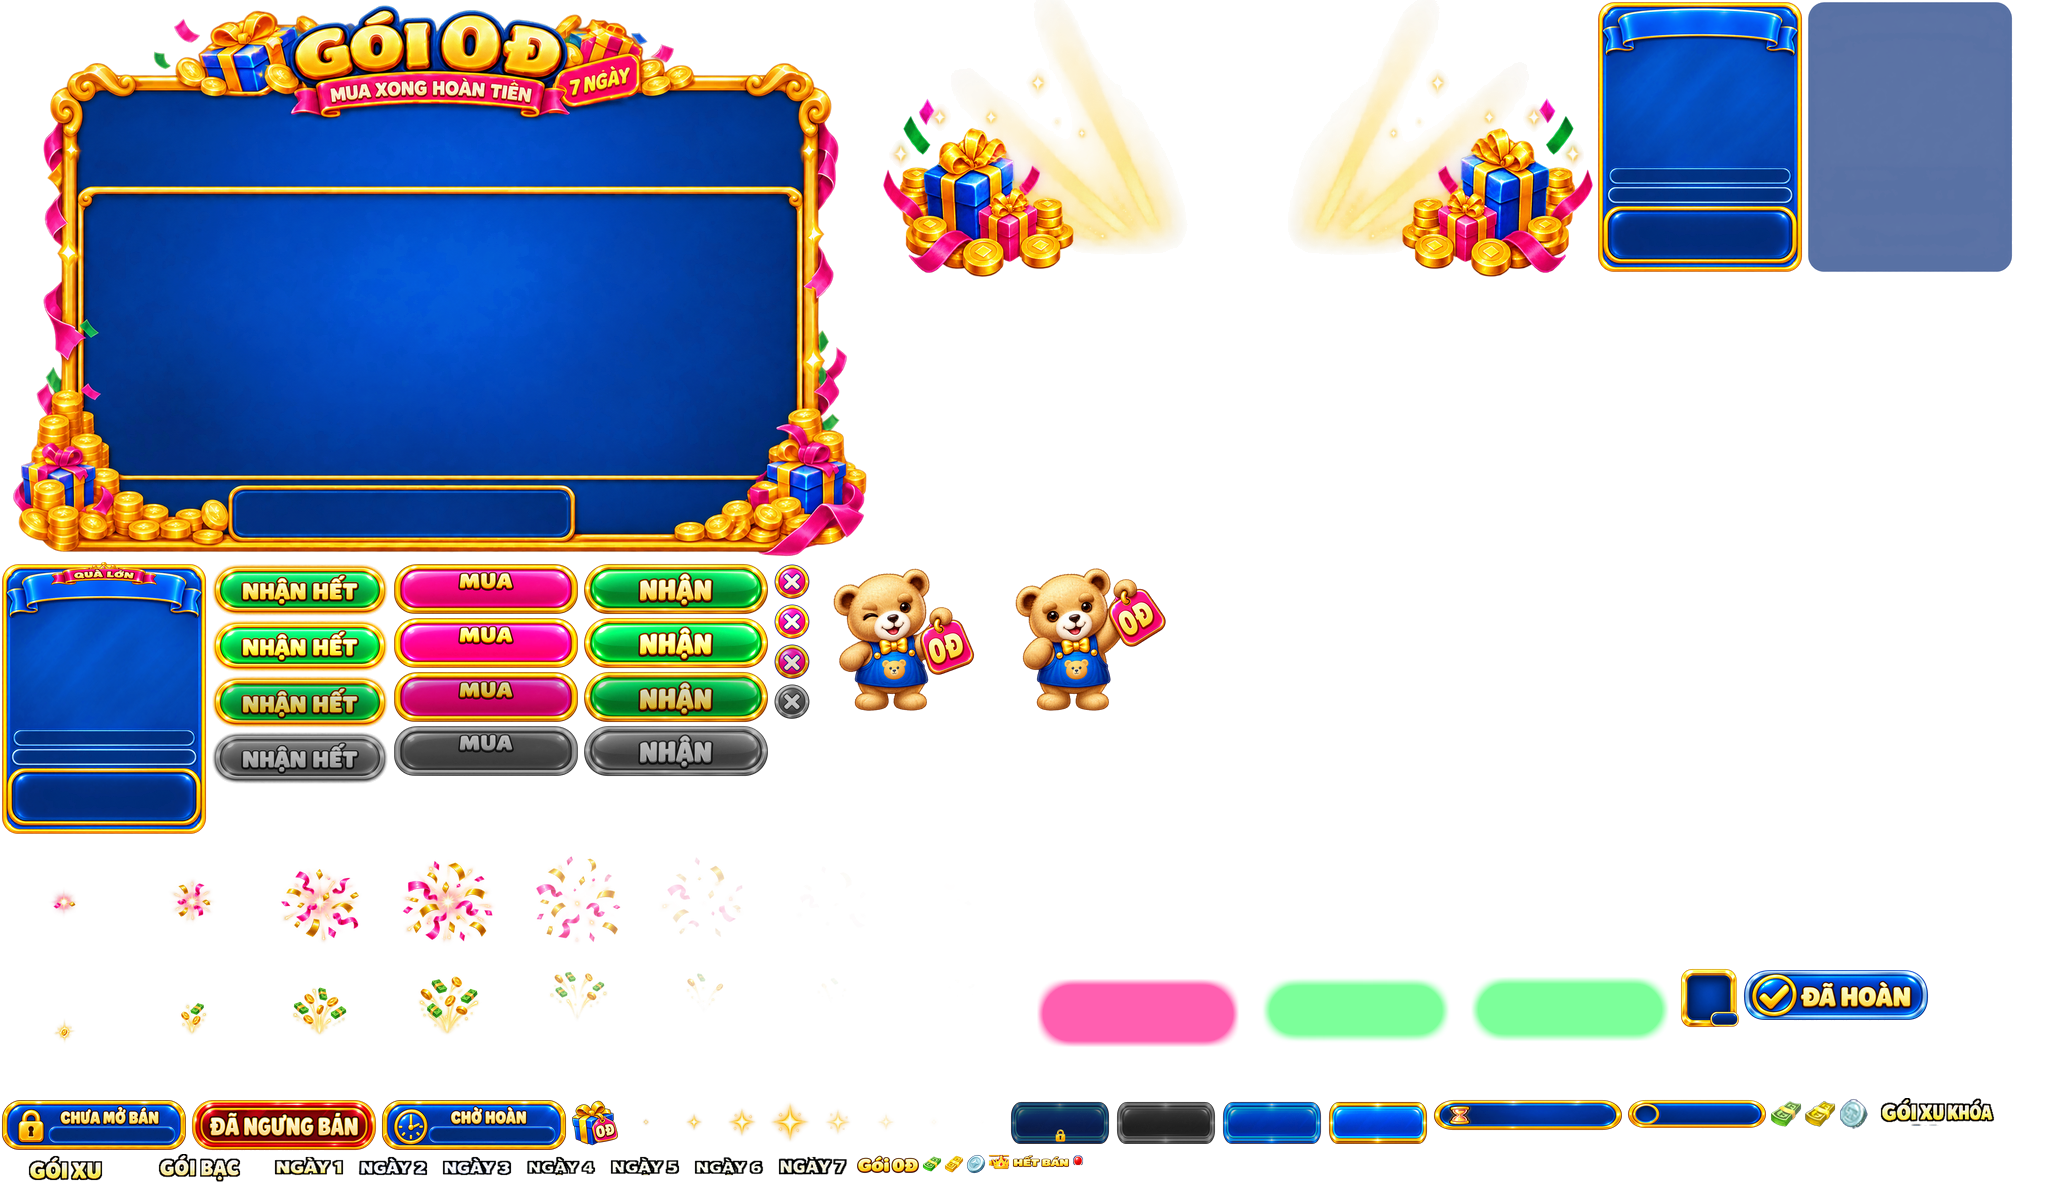 GÓI 0Đ
MUA XONG HOÀN TIỀN
7 NGÀY
QUÀ LỚN
NHẬN HẾT
MUA
NHẬN
NHẬN HẾT
MUA
NHẬN
NHẬN HẾT
MUA
NHẬN
NHẬN HẾT
MUA
NHẬN
0Đ
0Đ
ĐÃ HOÀN
CHƯA MỞ BÁN
ĐÃ NGƯNG BÁN
CHỜ HOÀN
0Đ
GÓI XU KHÓA
GÓI XU
GÓI BẠC
NGÀY 1
NGÀY 2
NGÀY 3
NGÀY 4
NGÀY 5
NGÀY 6
NGÀY 7
GÓI 0Đ
HẾT BÁN